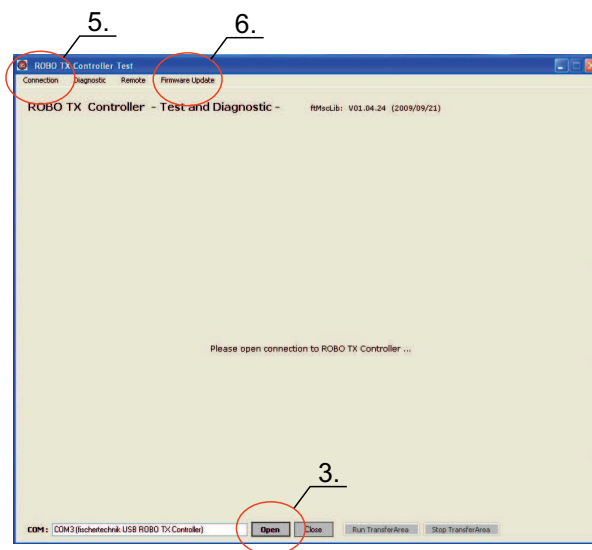 5.
6.
ROBO TX Controller Test
Connection Diagnostic Remote Firmware Update
ROBO TX Controller - Test and Diagnostic - ftMscLib: V01.04.24 (2009/09/21)
Please open connection to ROBO TX Controller ...
3.
COM: COM3 (fischertechnik USB ROBO TX Controller) Open Close Run TransferArea Stop TransferArea